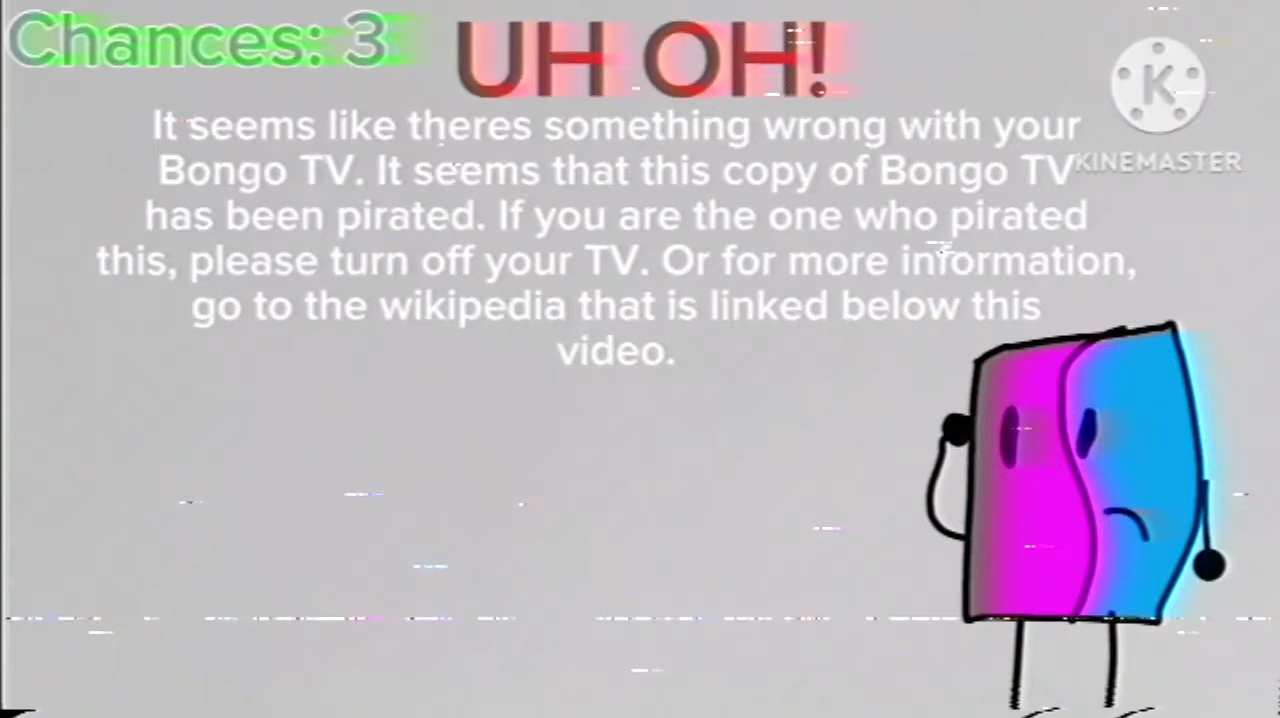 Chances: 3
UH OH!
K
KINEMASTER
It seems like theres something wrong with your
Bongo TV. It seems that this copy of Bongo TV
has been pirated. If you are the one who pirated
this, please turn off your TV. Or for more information,
go to the wikipedia that is linked below this
video.